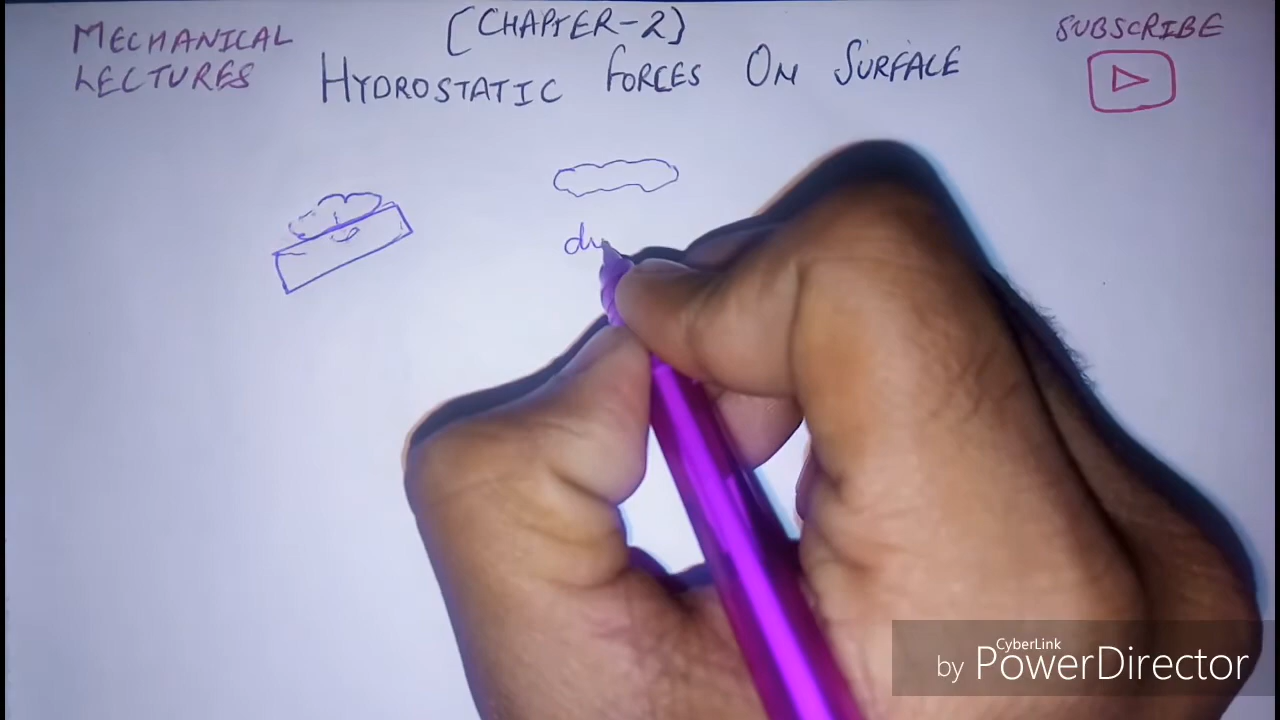 [CHAPTER-2]
MECHANICAL
LECTURES
HYDROSTATIC FORCES ON SURFACE
SUBSCRIBE
CyberLink
by PowerDirector